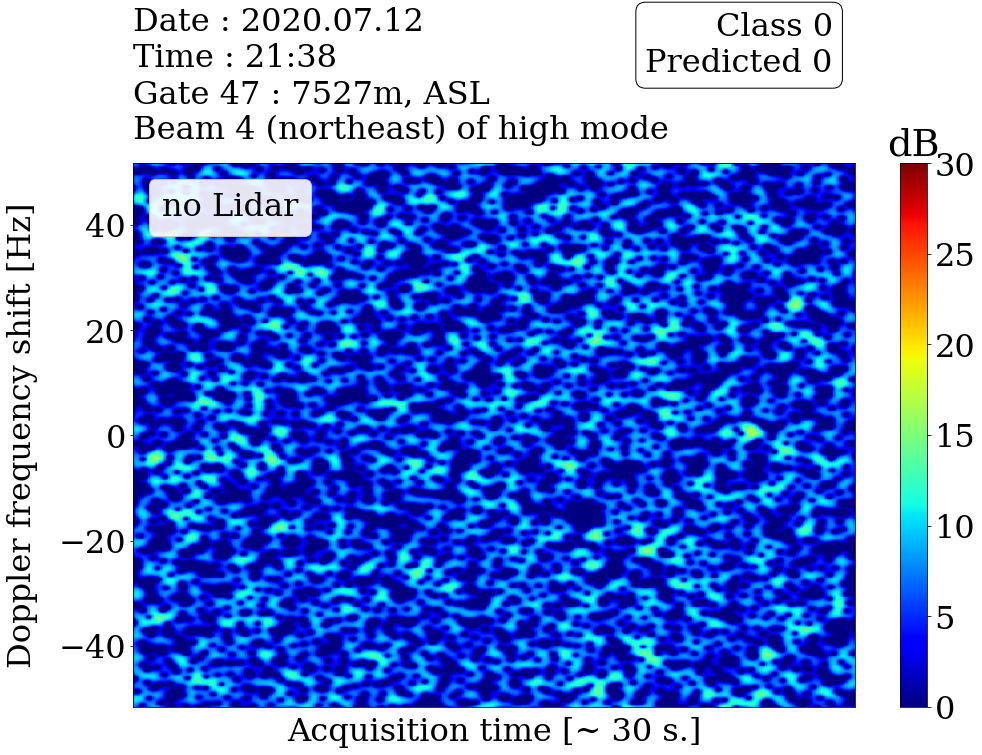 Date : 2020.07.12
Time : 21:38
Gate 47 : 7527m, ASL
Beam 4 (northeast) of high mode
Class 0
Predicted 0
dB
no Lidar
Doppler frequency shift [Hz]
40
20
0
−20
−40
30
25
20
15
10
5
0
Acquisition time [~ 30 s.]